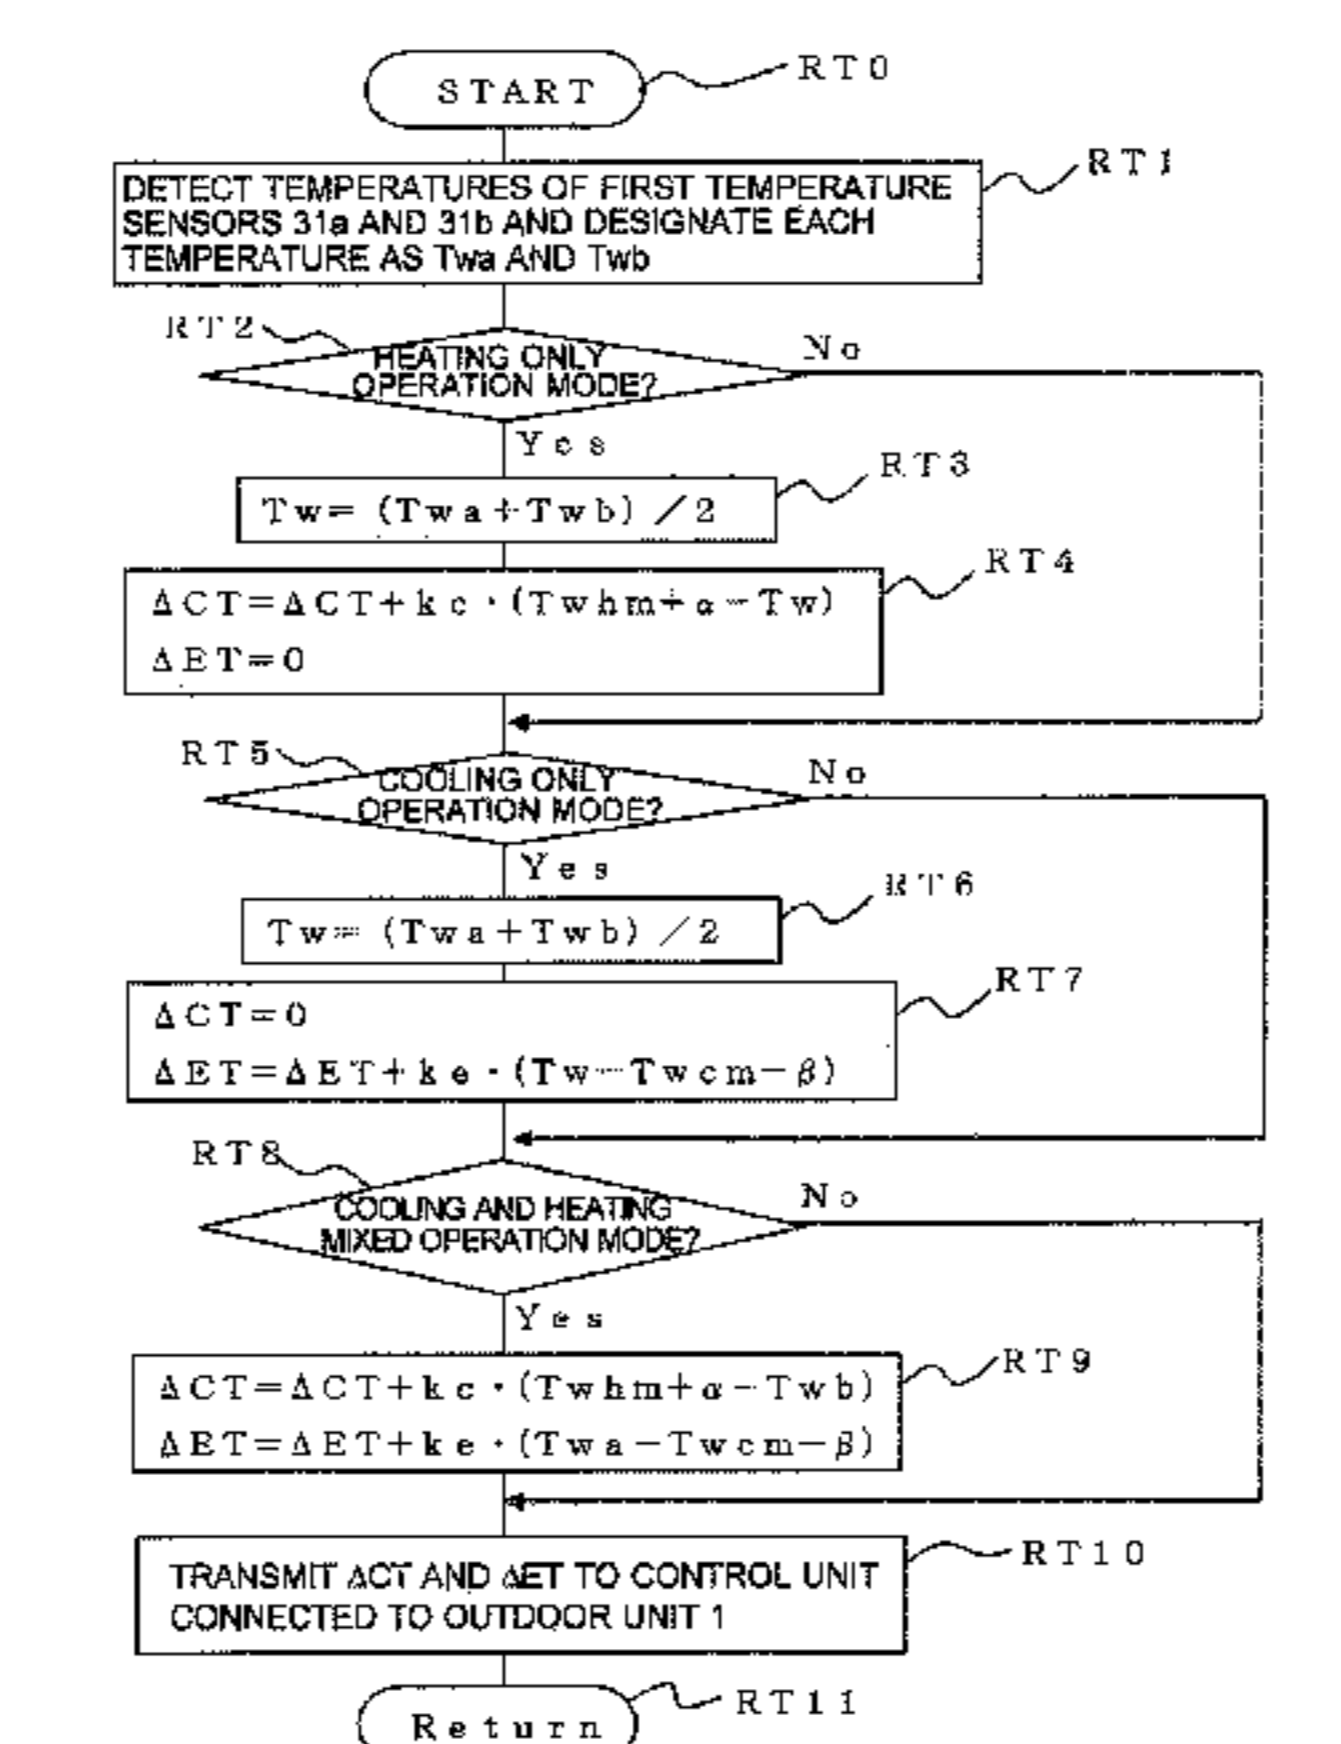 START
RT0
RT1
DETECT TEMPERATURES OF FIRST TEMPERATURE
SENSORS 31a AND 31b AND DESIGNATE EACH
TEMPERATURE AS Twa AND Twb
RT2
HEATING ONLY
OPERATION MODE?
No
Yes
RT3
Tw=(Twa+Twb)/2
RT4
ΔCT=ΔCT+kc·(Twhm+α-Tw)
ΔET=0
RT5
COOLING ONLY
OPERATION MODE?
No
Yes
RT6
Tw=(Twa+Twb)/2
RT7
ΔCT=0
ΔET=ΔET+ke·(Tw-Twcm-β)
RT8
COOLING AND HEATING
MIXED OPERATION MODE?
No
Yes
RT9
ΔCT=ΔCT+kc·(Twhm+α-Twb)
ΔET=ΔET+ke·(Twa-Twcm-β)
RT10
TRANSMIT ΔCT AND ΔET TO CONTROL UNIT
CONNECTED TO OUTDOOR UNIT 1
RT11
Return